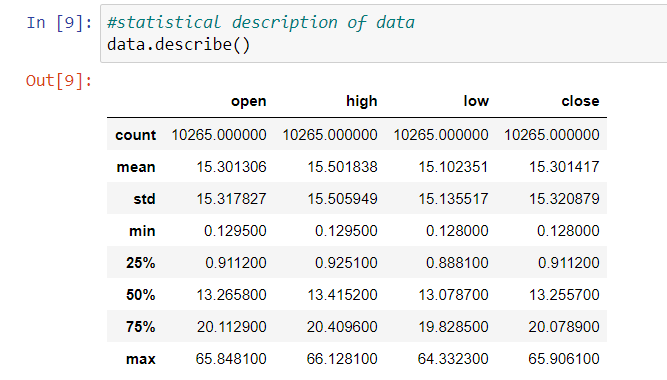 In [9]: #statistical description of data
data.describe()
Out[9]:
open high low close
count 10265.000000 10265.000000 10265.000000 10265.000000
mean 15.301306 15.501838 15.102351 15.301417
std 15.317827 15.505949 15.135517 15.320879
min 0.129500 0.129500 0.128000 0.128000
25% 0.911200 0.925100 0.888100 0.911200
50% 13.265800 13.415200 13.078700 13.255700
75% 20.112900 20.409600 19.828500 20.078900
max 65.848100 66.128100 64.332300 65.906100